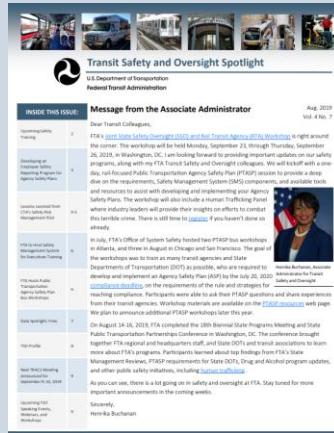 Transit Safety and Oversight Spotlight
U.S. Department of Transportation
Federal Transit Administration
INSIDE THIS ISSUE:
Upcoming Safety
Training
2
Developing an
Employee Safety
Reporting Program for
Agency Safety Plans
Lessons Learned from
FTA's Safety Risk
Management Pilot
FTA to Host Safety
Management System
for Executives Training
FTA Hosts Public
Transportation
Agency Safety Plan
Bus Workshops
Data Spotlight: Fires
7
TSO Profile
8
Next TRACS Meeting
Announced for
September
Upcoming TSO
Speaking Events,
Webinars, and
Workshops
Message from the Associate Administrator
Aug. 2019
Vol. 4 No. 7
Dear Transit Colleagues,
FTA's Joint State Safety Oversight (SSO) and Rail Transit Agency (RTA) Workshop is right around
the corner. The workshop will be held Monday, September 23, through Thursday, September
26, 2019, in Washington, DC. I am looking forward to providing important updates on our safety
programs, along with my FTA Transit Safety and Oversight colleagues. We will kickoff with a one-
day, rail-focused Public Transportation Agency Safety Plan (PTASP) session to provide a deep
dive on the requirements, Safety Management System (SMS) components, and available tools
and resources to assist with developing and implementing your Agency
Safety Plans. The workshop will also include a Human Trafficking Panel
where industry leaders will provide their insights on efforts to combat
this terrible crime. There is still time to register if you haven't done so
already.
In July, FTA's Office of System Safety hosted two PTASP bus workshops
in Atlanta, and three in August in Chicago and San Francisco. The goal of
the workshops was to train as many transit agencies and State
Departments of Transportation (DOT) as possible, who are required to
develop and implement an Agency Safety Plan (ASP) by the July 20, 2020
compliance deadline, on the requirements of the rule and strategies for
reaching compliance. Participants were able to ask their PTASP questions and share experiences
from their transit agencies. Workshop materials are available on the PTASP resources web page.
We plan to announce additional PTASP workshops later this year.
Henrika Buchanan, Associate
Administrator for Transit
Safety and Oversight
On August 14-16, 2019, FTA completed the 18th Biennial State Programs Meeting and State
Public Transportation Partnerships Conference in Washington, DC. The conference brought
together FTA regional and headquarters staff, and State DOTs and transit associations to learn
more about FTA's programs. Participants learned about top findings from FTA's State
Management Reviews, PTASP requirements for State DOTs, Drug and Alcohol program updates,
and other public safety initiatives, including human trafficking.
As you can see, there is a lot going on in safety and oversight at FTA. Stay tuned for more
important announcements in the coming weeks.
Sincerely,
Henrika Buchanan